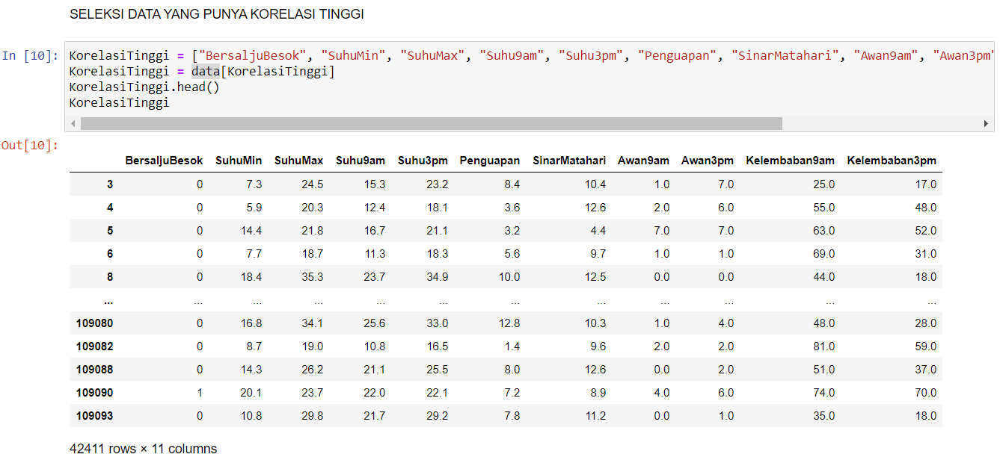 SELEKSI DATA YANG PUNYA KORELASI TINGGI
In [10]: KorelasiTinggi = ["BersaljuBesok", "SuhuMin", "SuhuMax", "Suhu9am", "Suhu3pm", "Penguapan", "SinarMatahari", "Awan9am", "Awan3pm"
KorelasiTinggi = data[KorelasiTinggi]
KorelasiTinggi.head()
KorelasiTinggi
Out[10]:
BersaljuBesok SuhuMin SuhuMax Suhu9am Suhu3pm Penguapan SinarMatahari Awan9am Awan3pm Kelembaban9am Kelembaban3pm
3 0 7.3 24.5 15.3 23.2 8.4 10.4 1.0 7.0 25.0 17.0
4 0 5.9 20.3 12.4 18.1 3.6 12.6 2.0 6.0 55.0 48.0
5 0 14.4 21.8 16.7 21.1 3.2 4.4 7.0 7.0 63.0 52.0
6 0 7.7 18.7 11.3 18.3 5.6 9.7 1.0 1.0 69.0 31.0
8 0 18.4 35.3 23.7 34.9 10.0 12.5 0.0 0.0 44.0 18.0
... ... ... ... ... ... ... ... ... ... ... ...
109080 0 16.8 34.1 25.6 33.0 12.8 10.3 1.0 4.0 48.0 28.0
109082 0 8.7 19.0 10.8 16.5 1.4 9.6 2.0 2.0 81.0 59.0
109088 0 14.3 26.2 21.1 25.5 8.0 12.6 0.0 2.0 51.0 37.0
109090 1 20.1 23.7 22.0 22.1 7.2 8.9 4.0 6.0 74.0 70.0
109093 0 10.8 29.8 21.7 29.2 7.8 11.2 0.0 1.0 35.0 18.0
42411 rows × 11 columns